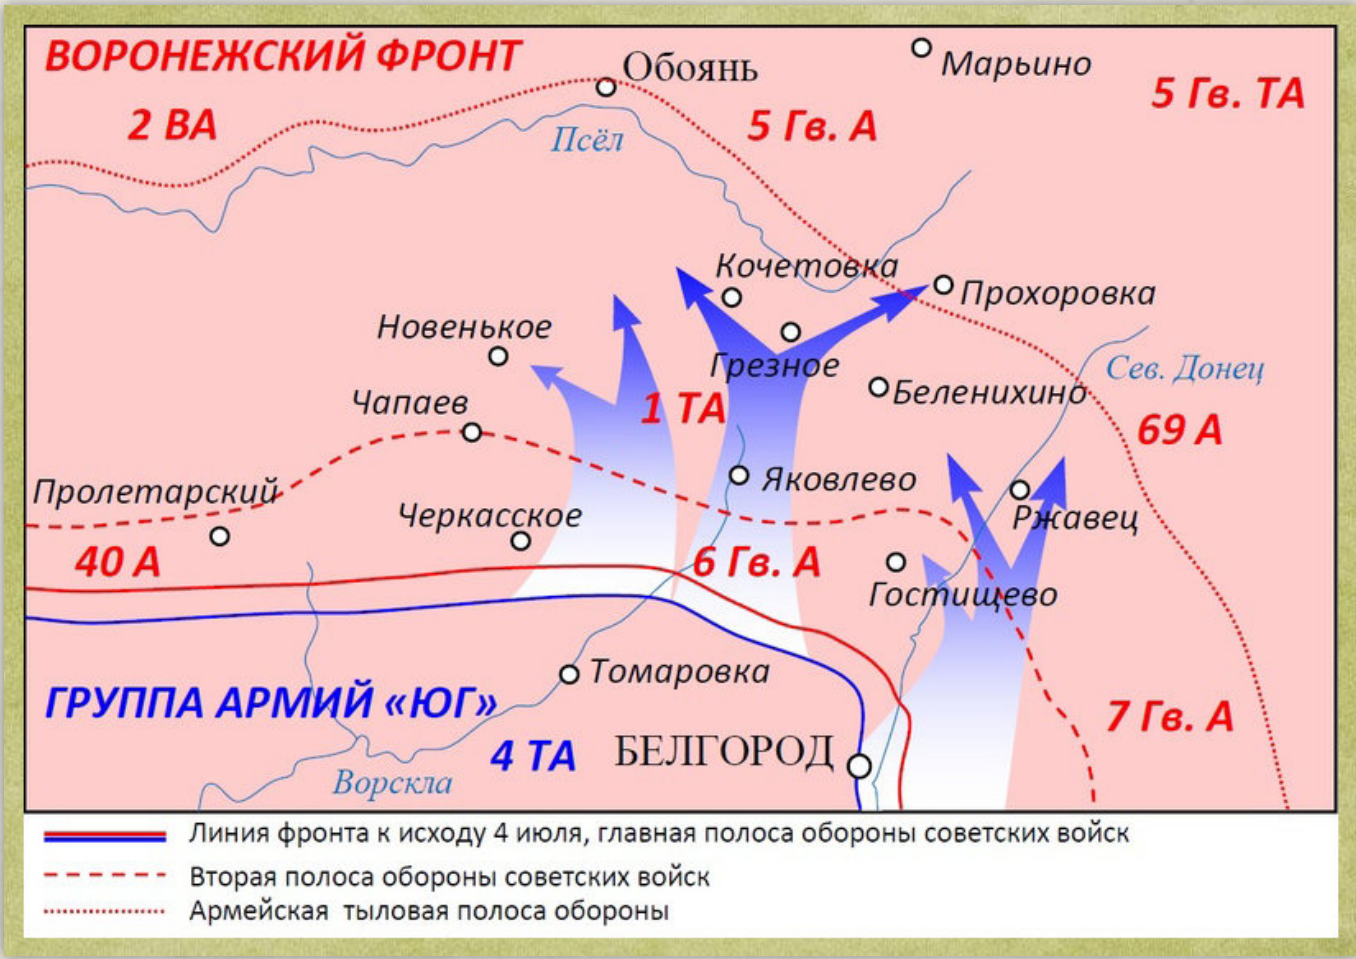 ВОРОНЕЖСКИЙ ФРОНТ
Обоянь
Марьино
2 ВА
5 Гв. А
5 Гв. ТА
Псёл
Кочетовка
Прохоровка
Новенькое
Грезное
Сев. Донец
Чапаев
1 ТА
Беленихино
69 А
Пролетарский
Яковлево
Черкасское
Ржавец
40 А
6 Гв. А
Гостищево
Томаровка
ГРУППА АРМИЙ «ЮГ»
7 Гв. А
4 ТА
БЕЛГОРОД
Ворскла
Линия фронта к исходу 4 июля, главная полоса обороны советских войск
Вторая полоса обороны советских войск
Армейская тыловая полоса обороны